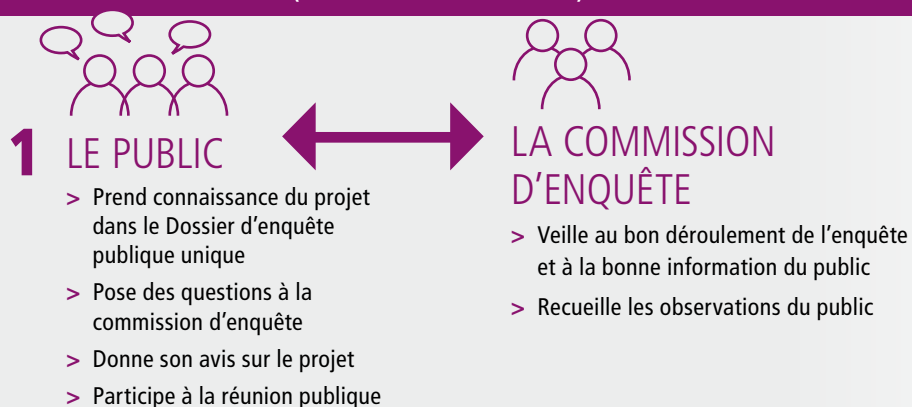 1 LE PUBLIC
> Prend connaissance du projet
dans le Dossier d'enquête
publique unique
> Pose des questions à la
commission d'enquête
> Donne son avis sur le projet
> Participe à la réunion publique
LA COMMISSION
D'ENQUÊTE
> Veille au bon déroulement de l'enquête
et à la bonne information du public
> Recueille les observations du public